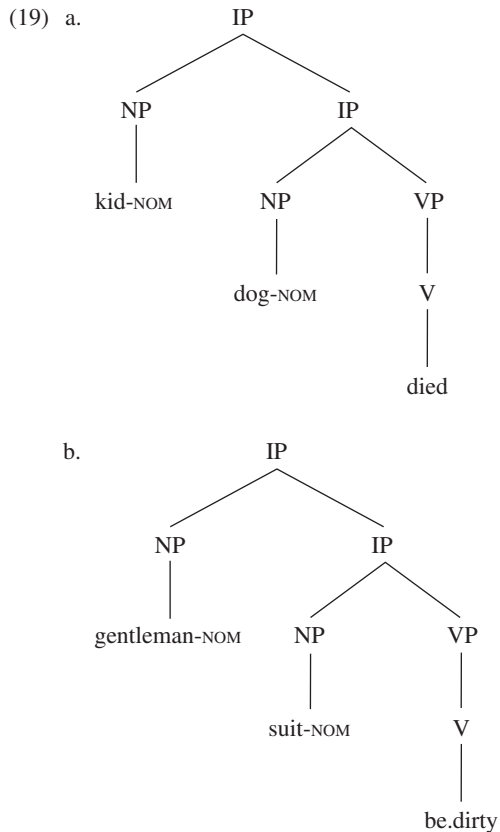 (19) a. IP
NP IP
kid-NOM NP VP
dog-NOM V
died
b. IP
NP IP
gentleman-NOM NP VP
suit-NOM V
be.dirty